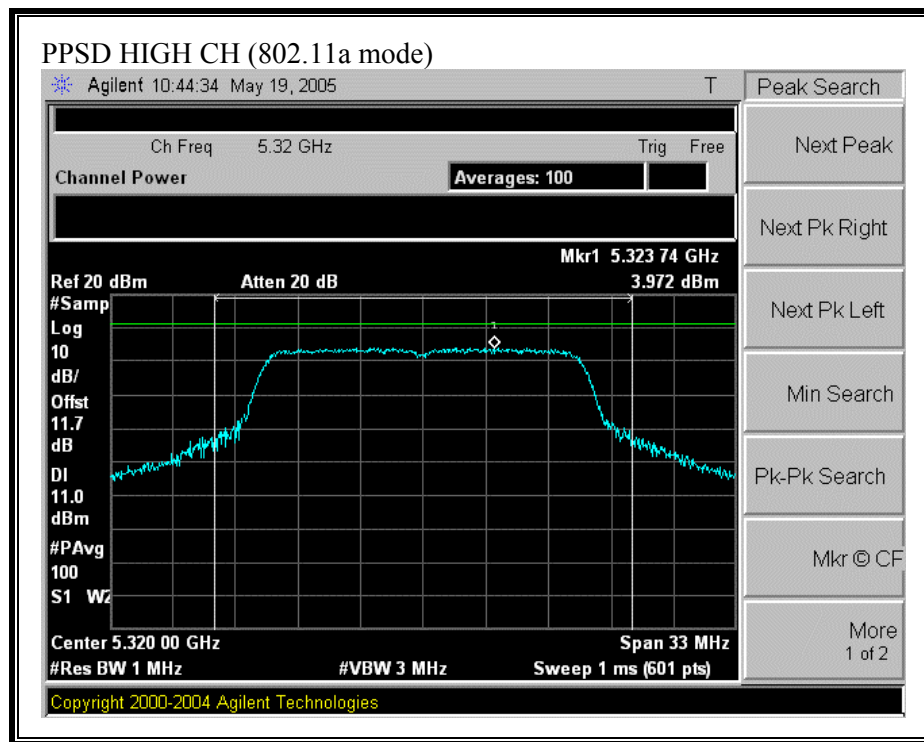 PPSD HIGH CH (802.11a mode)
Agilent 10:44:34 May 19, 2005 T
Peak Search
Ch Freq 5.32 GHz Trig Free
Channel Power Averages: 100
Next Peak
Next Pk Right
Mkr1 5.323 74 GHz
Ref 20 dBm Atten 20 dB 3.972 dBm
#Samp
Log
10
dB/
Offst
11.7
dB
DI
11.0
dBm
#PAvg
100
S1 W2
1
Next Pk Left
Min Search
Pk-Pk Search
Mkr © CF
More
1 of 2
Center 5.320 00 GHz Span 33 MHz
#Res BW 1 MHz #VBW 3 MHz Sweep 1 ms (601 pts)
Copyright 2000-2004 Agilent Technologies